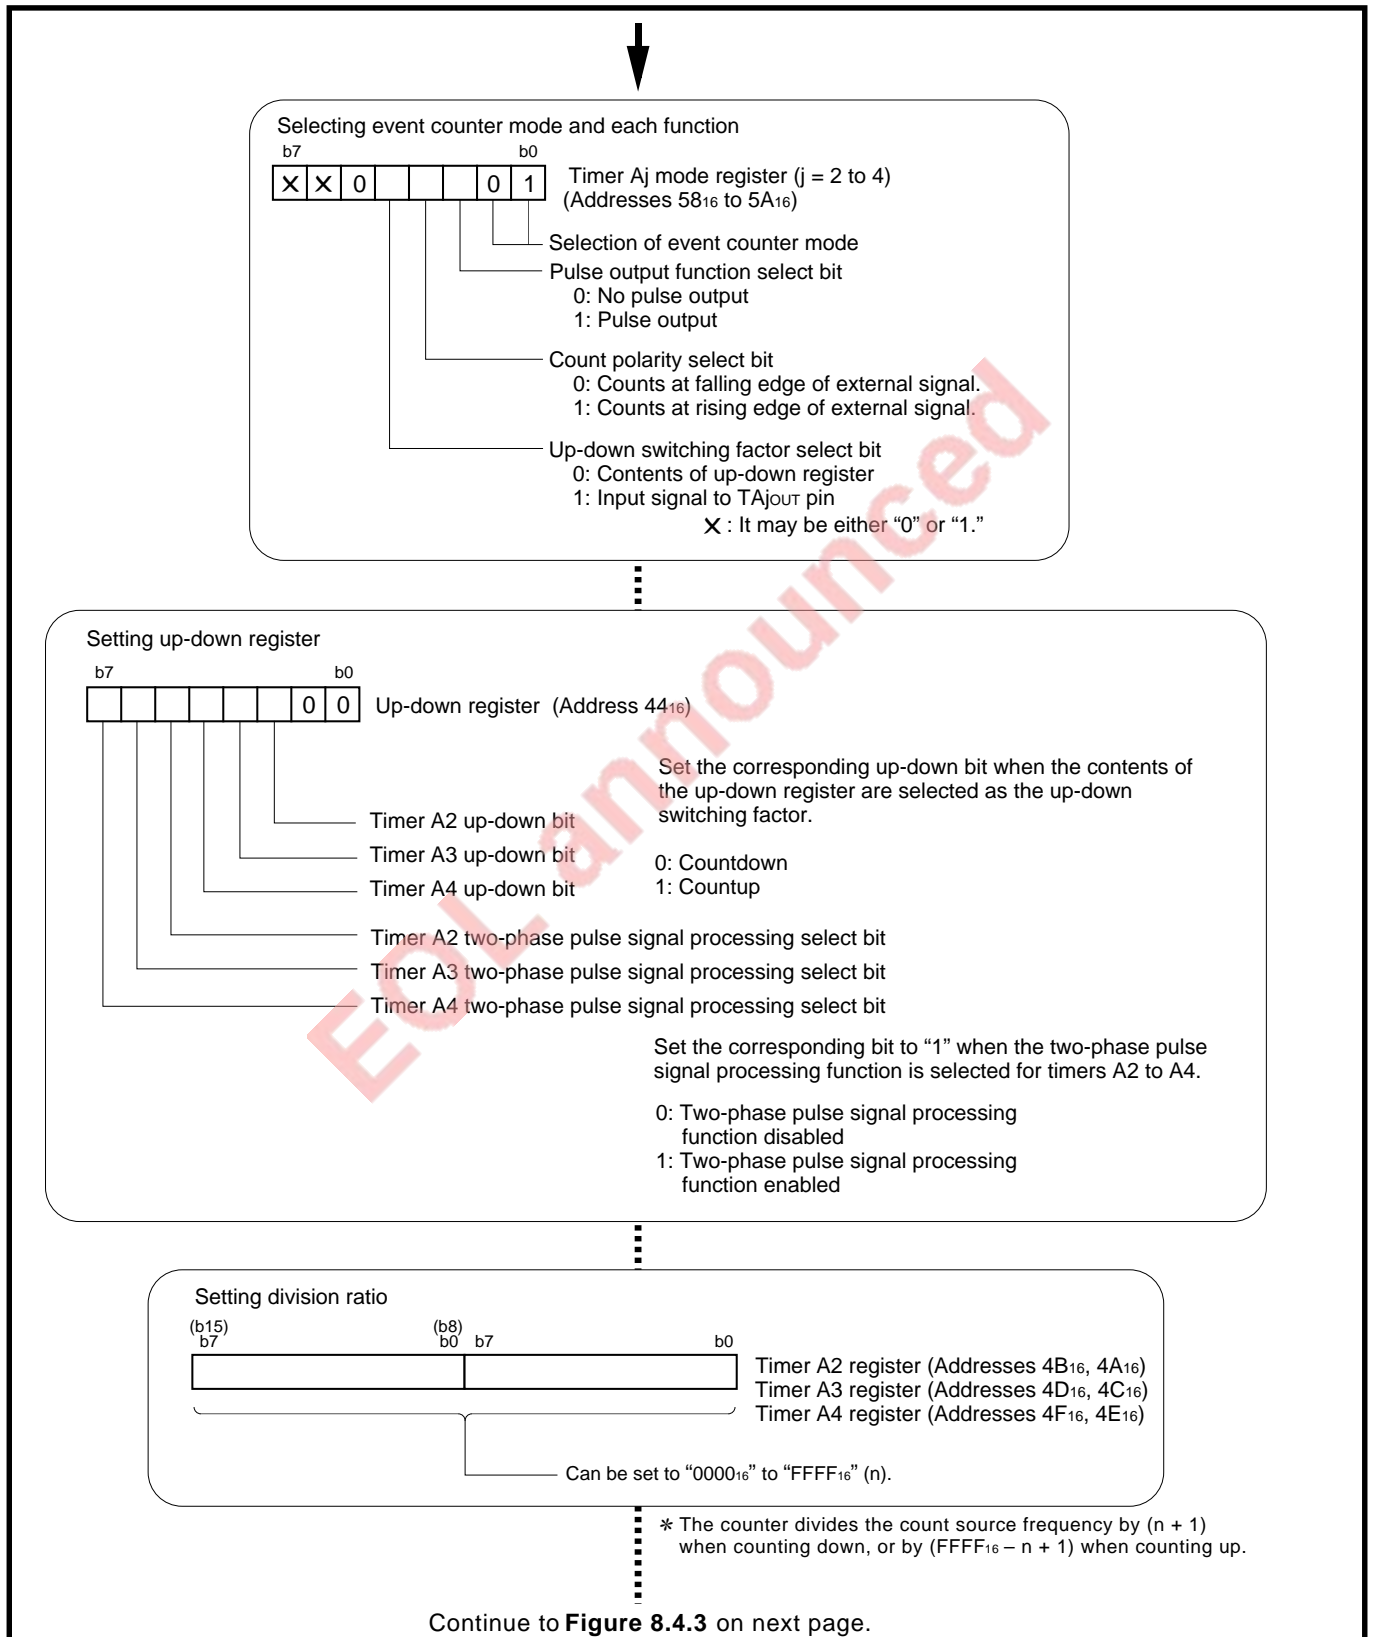 Selecting event counter mode and each function
b7 b0
✕ ✕ 0 0 1
Timer Aj mode register (j = 2 to 4)
(Addresses 58₁₆ to 5A₁₆)
Selection of event counter mode
Pulse output function select bit
0: No pulse output
1: Pulse output
Count polarity select bit
0: Counts at falling edge of external signal.
1: Counts at rising edge of external signal.
Up-down switching factor select bit
0: Contents of up-down register
1: Input signal to TAjOUT pin
✕ : It may be either “0” or “1.”
Setting up-down register
b7 b0
0 0
Up-down register (Address 44₁₆)
Set the corresponding up-down bit when the contents of
the up-down register are selected as the up-down
switching factor.
0: Countdown
1: Countup
Timer A2 up-down bit
Timer A3 up-down bit
Timer A4 up-down bit
Timer A2 two-phase pulse signal processing select bit
Timer A3 two-phase pulse signal processing select bit
Timer A4 two-phase pulse signal processing select bit
Set the corresponding bit to “1” when the two-phase pulse
signal processing function is selected for timers A2 to A4.
0: Two-phase pulse signal processing
function disabled
1: Two-phase pulse signal processing
function enabled
Setting division ratio
(b15) (b8)
b7 b0 b7 b0
Timer A2 register (Addresses 4B₁₆, 4A₁₆)
Timer A3 register (Addresses 4D₁₆, 4C₁₆)
Timer A4 register (Addresses 4F₁₆, 4E₁₆)
Can be set to “0000₁₆” to “FFFF₁₆” (n).
✻ The counter divides the count source frequency by (n + 1)
when counting down, or by (FFFF₁₆ – n + 1) when counting up.
Continue to Figure 8.4.3 on next page.
EOL announced